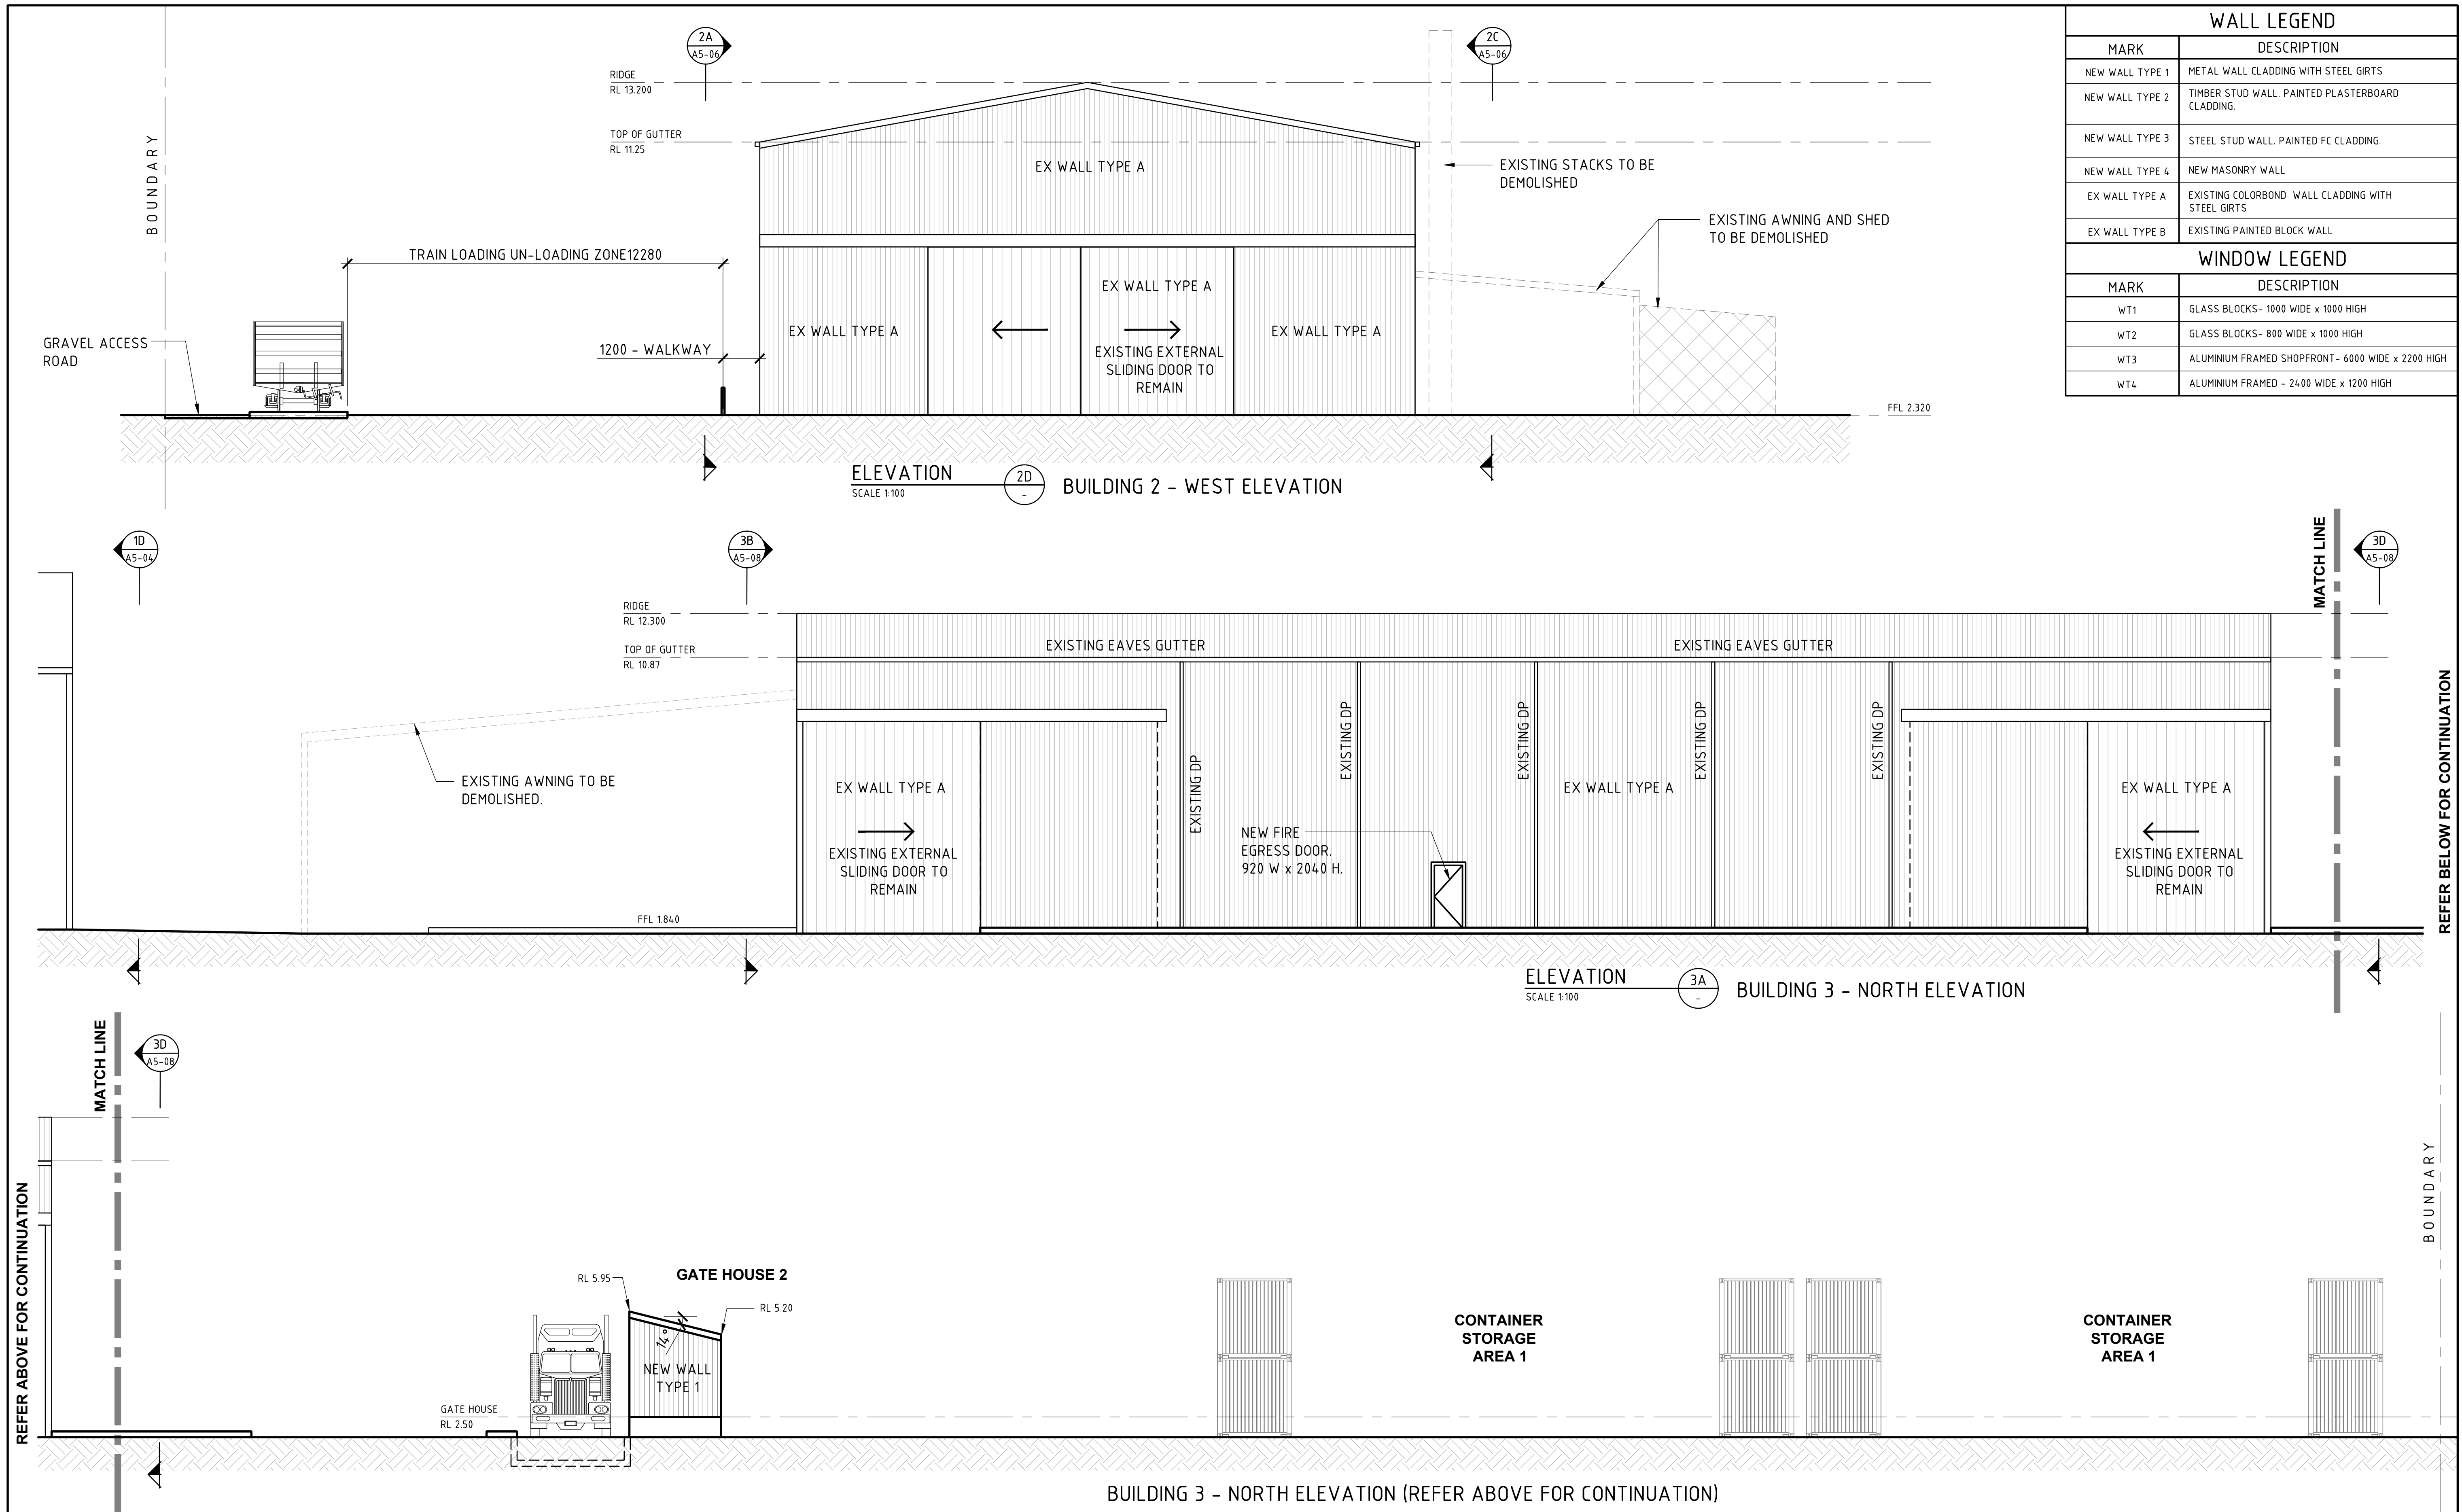 WALL LEGEND
MARK DESCRIPTION
NEW WALL TYPE 1 METAL WALL CLADDING WITH STEEL GIRTS
NEW WALL TYPE 2 TIMBER STUD WALL. PAINTED PLASTERBOARD
CLADDING.
NEW WALL TYPE 3 STEEL STUD WALL. PAINTED FC CLADDING.
NEW WALL TYPE 4 NEW MASONRY WALL
EX WALL TYPE A EXISTING COLORBOND WALL CLADDING WITH
STEEL GIRTS
EX WALL TYPE B EXISTING PAINTED BLOCK WALL
WINDOW LEGEND
MARK DESCRIPTION
WT1 GLASS BLOCKS- 1000 WIDE x 1000 HIGH
WT2 GLASS BLOCKS- 800 WIDE x 1000 HIGH
WT3 ALUMINIUM FRAMED SHOPFRONT- 6000 WIDE x 2200 HIGH
WT4 ALUMINIUM FRAMED - 2400 WIDE x 1200 HIGH
2A
A5-06
2C
A5-06
RIDGE
RL 13.200
TOP OF GUTTER
RL 11.25
BOUNDARY
EX WALL TYPE A
EXISTING STACKS TO BE
DEMOLISHED
EXISTING AWNING AND SHED
TO BE DEMOLISHED
TRAIN LOADING UN-LOADING ZONE12280
GRAVEL ACCESS
ROAD
1200 - WALKWAY
EX WALL TYPE A
EX WALL TYPE A
EXISTING EXTERNAL
SLIDING DOOR TO
REMAIN
EX WALL TYPE A
FFL 2.320
ELEVATION
SCALE 1:100
2D
-
BUILDING 2 - WEST ELEVATION
1D
A5-04
3B
A5-08
MATCH LINE
3D
A5-08
RIDGE
RL 12.300
TOP OF GUTTER
RL 10.87
EXISTING EAVES GUTTER
EXISTING EAVES GUTTER
EXISTING AWNING TO BE
DEMOLISHED.
EX WALL TYPE A
EXISTING EXTERNAL
SLIDING DOOR TO
REMAIN
EXISTING DP
NEW FIRE
EGRESS DOOR.
920 W x 2040 H.
EXISTING DP
EXISTING DP
EX WALL TYPE A
EXISTING DP
EXISTING DP
EX WALL TYPE A
EXISTING EXTERNAL
SLIDING DOOR TO
REMAIN
REFER BELOW FOR CONTINUATION
FFL 1.840
ELEVATION
SCALE 1:100
3A
-
BUILDING 3 - NORTH ELEVATION
MATCH LINE
3D
A5-08
REFER ABOVE FOR CONTINUATION
RL 5.95
GATE HOUSE 2
RL 5.20
14°
NEW WALL
TYPE 1
GATE HOUSE
RL 2.50
CONTAINER
STORAGE
AREA 1
CONTAINER
STORAGE
AREA 1
BOUNDARY
BUILDING 3 - NORTH ELEVATION (REFER ABOVE FOR CONTINUATION)